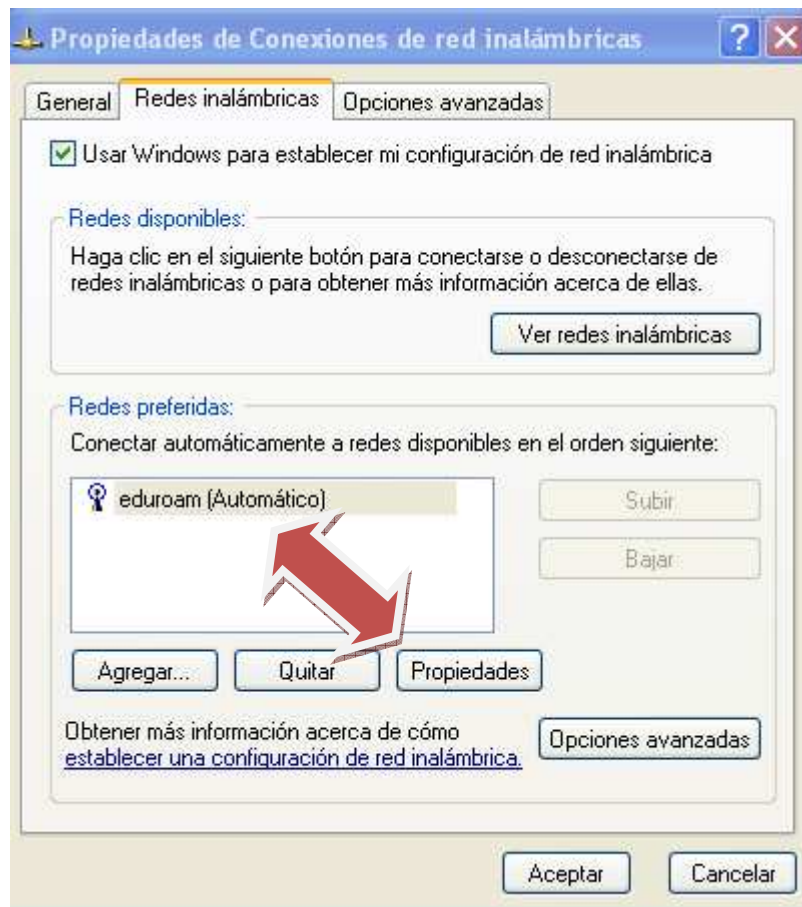 Propiedades de Conexiones de red inalámbricas
General Redes inalámbricas Opciones avanzadas
Usar Windows para establecer mi configuración de red inalámbrica
Redes disponibles:
Haga clic en el siguiente botón para conectarse o desconectarse de
redes inalámbricas o para obtener más información acerca de ellas.
Ver redes inalámbricas
Redes preferidas:
Conectar automáticamente a redes disponibles en el orden siguiente:
eduroam (Automático)
Subir
Bajar
Agregar... Quitar Propiedades
Obtener más información acerca de cómo
establecer una configuración de red inalámbrica.
Opciones avanzadas
Aceptar Cancelar